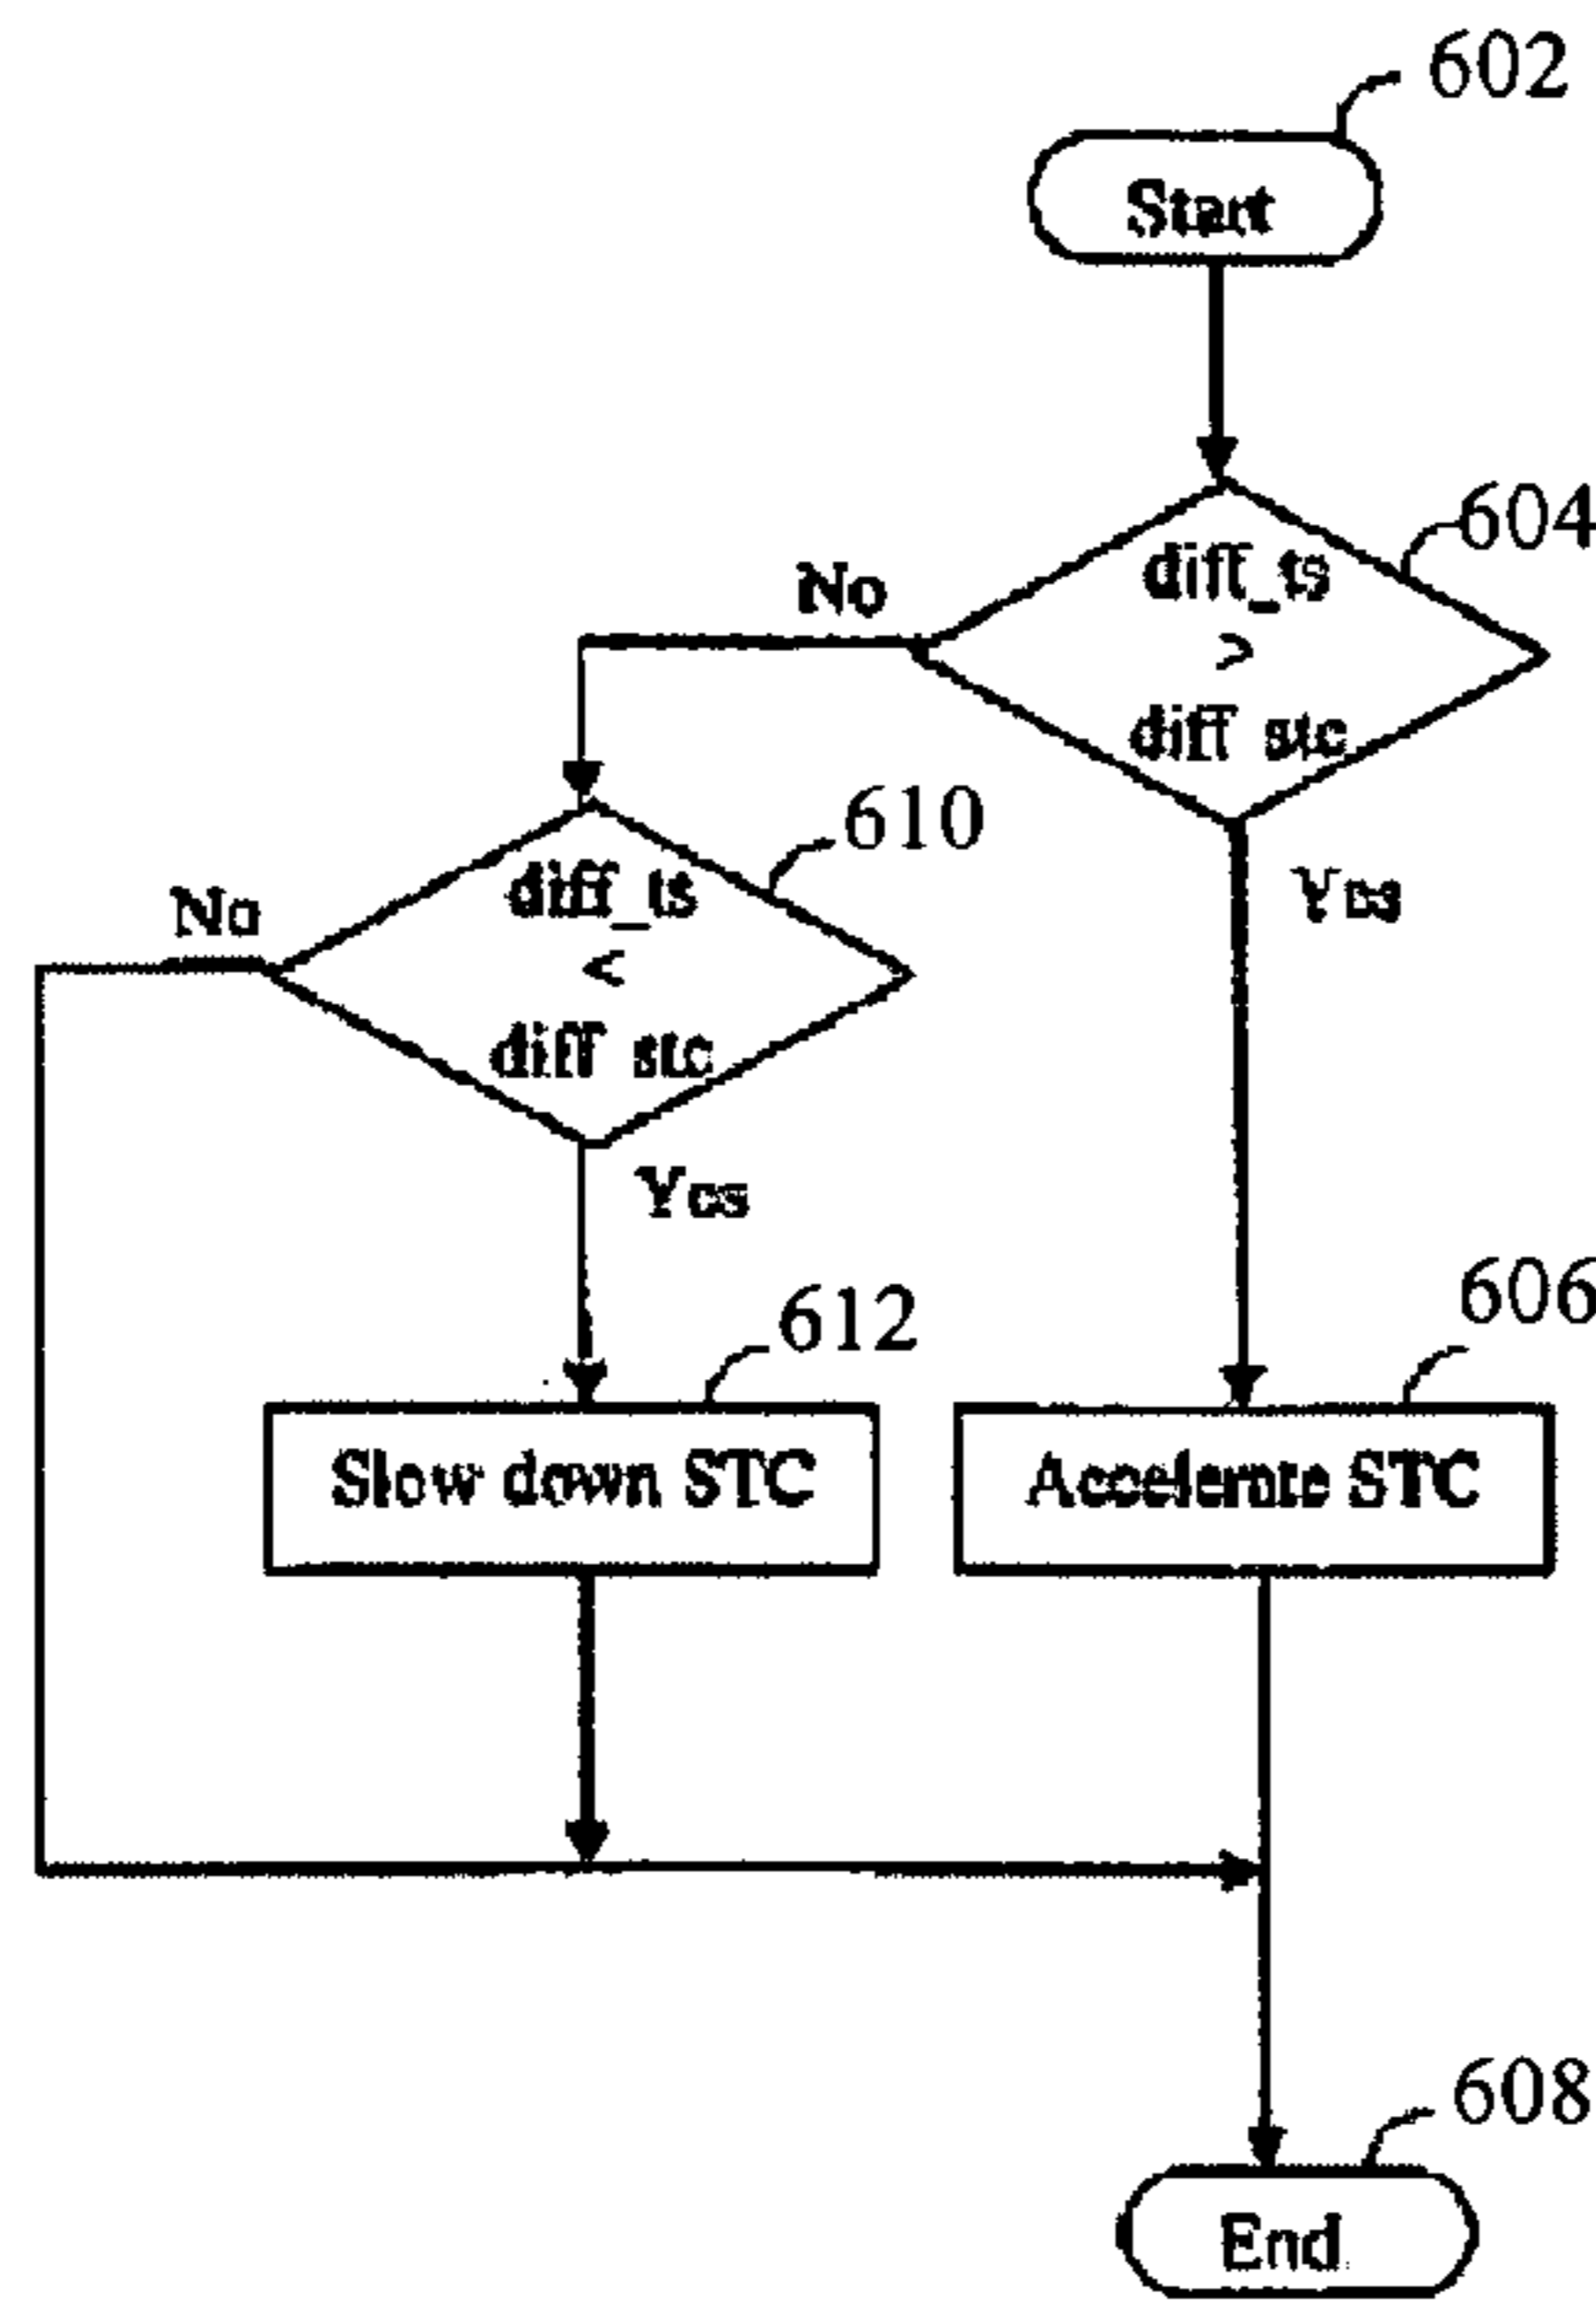 602
Start
604
diff_ts
>
diff stc
No
Yes
610
diff_ts
<
diff stc
No
Yes
612
Slow down STC
606
Accelerate STC
608
End